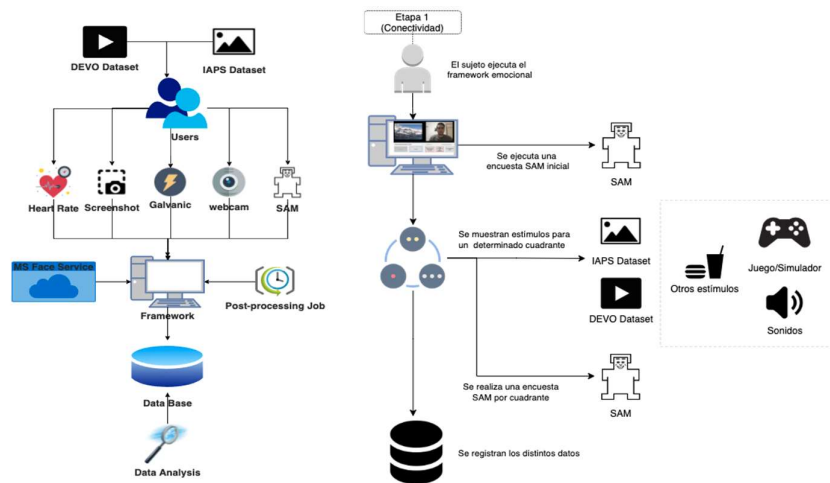 DEVO Dataset
IAPS Dataset
Users
Heart Rate
Screenshot
Galvanic
webcam
SAM
MS Face Service
Framework
Post-processing Job
Data Base
Data Analysis
Etapa 1
(Conectividad)
El sujeto ejecuta el
framework emocional
Se ejecuta una
encuesta SAM inicial
SAM
Se muestran estímulos para
un determinado cuadrante
IAPS Dataset
DEVO Dataset
Otros estímulos
Juego/Simulador
Sonidos
Se realiza una encuesta
SAM por cuadrante
SAM
Se registran los distintos datos